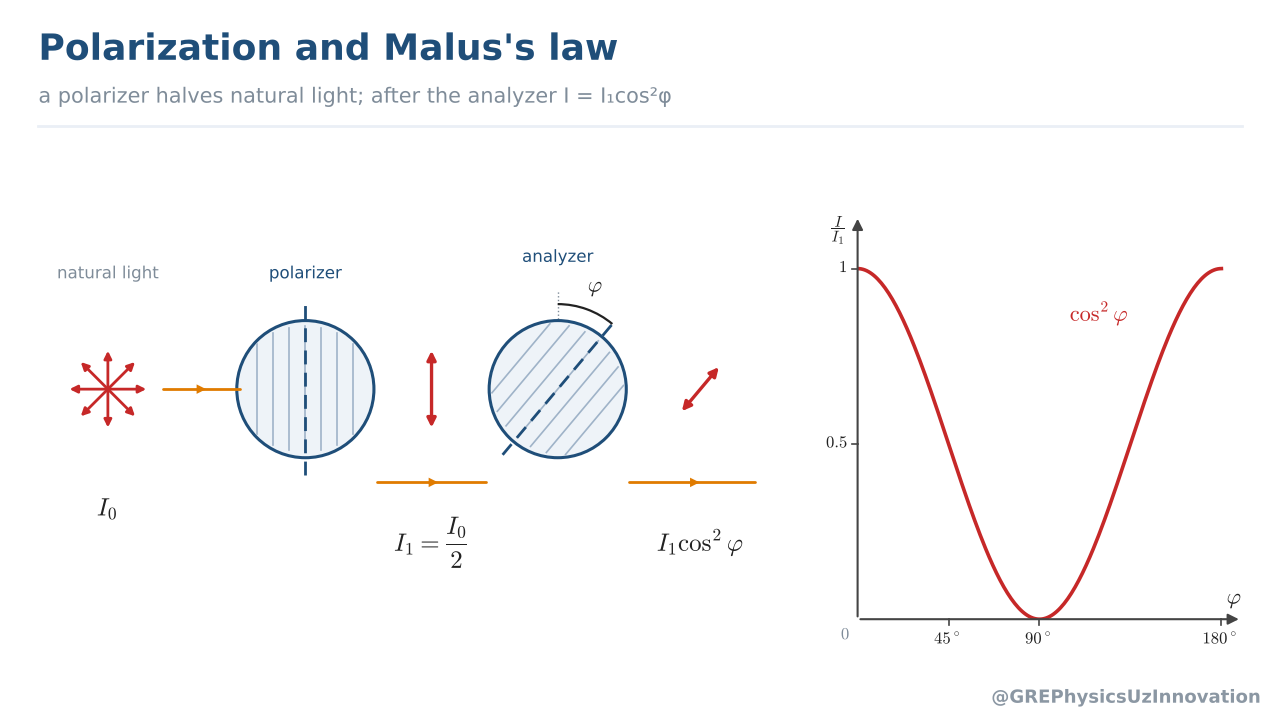 Polarization and Malus's law
a polarizer halves natural light; after the analyzer I = I₁cos²φ
natural light
polarizer
analyzer
φ
I₀
I₁ = I₀/2
I₁cos² φ
I/I₁
1
0.5
0
45°
90°
180°
φ
cos² φ
@GREPhysicsUzInnovation